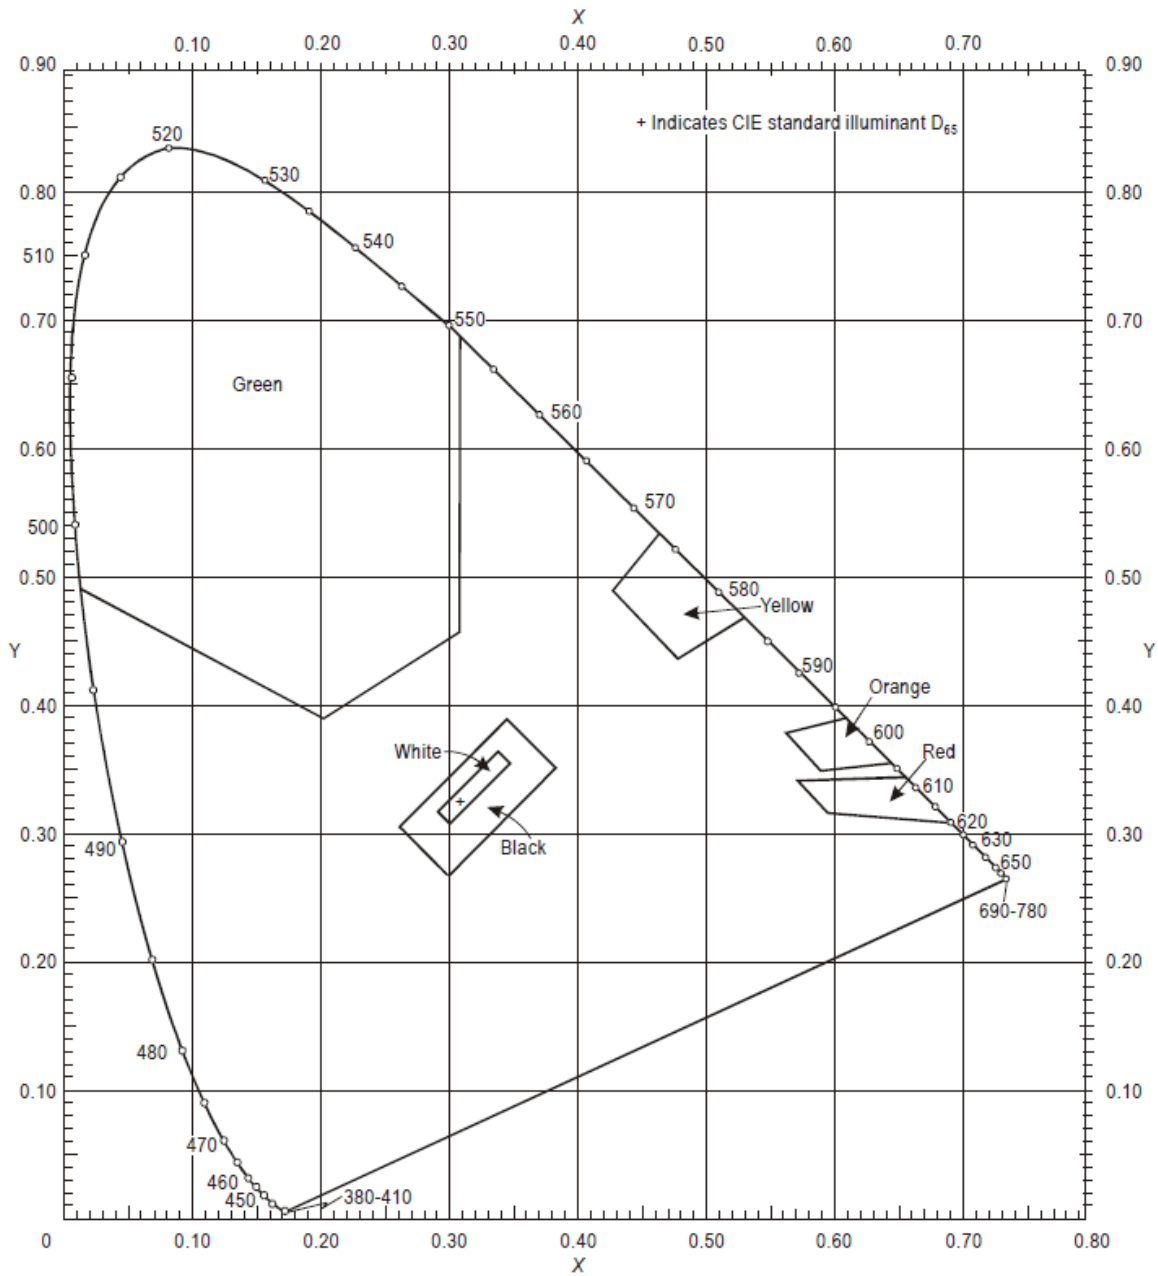 X
0.10 0.20 0.30 0.40 0.50 0.60 0.70
0.90 0.90
+ Indicates CIE standard illuminant D65
520
530
0.80 0.80
540
510
550
0.70 0.70
Green
560
0.60 0.60
570
500
0.50 0.50
580
Yellow
Y Y
590
Orange
0.40 0.40
600
White Red
610
620
0.30 0.30
630
490 Black
650
690-780
0.20 0.20
480
0.10 0.10
470
460
450 380-410
0 0.10 0.20 0.30 0.40 0.50 0.60 0.70 0.80
X